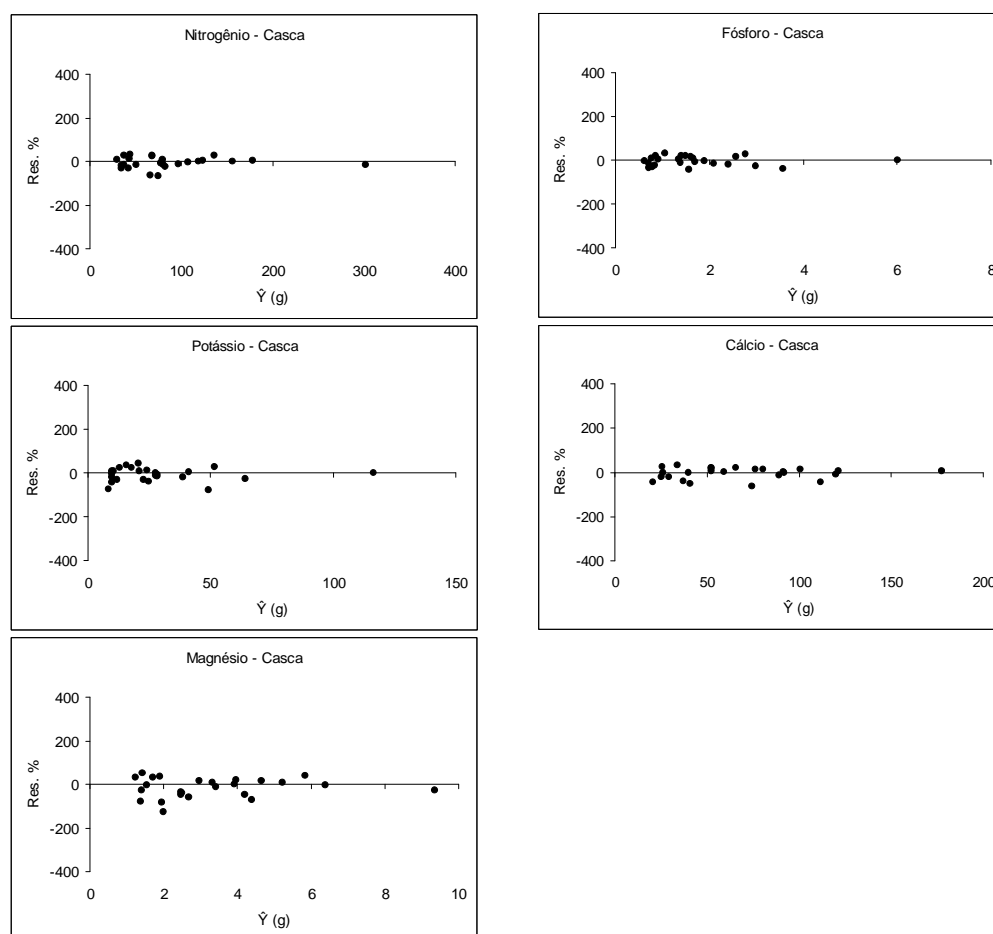 Nitrogênio - Casca
400
200
0
-200
-400
Res. %
0 100 200 300 400
Ŷ (g)
Fósforo - Casca
400
200
0
-200
-400
Res. %
0 2 4 6 8
Ŷ (g)
Potássio - Casca
400
200
0
-200
-400
Res. %
0 50 100 150
Ŷ (g)
Cálcio - Casca
400
200
0
-200
-400
Res. %
0 50 100 150 200
Ŷ (g)
Magnésio - Casca
400
200
0
-200
-400
Res. %
0 2 4 6 8 10
Ŷ (g)